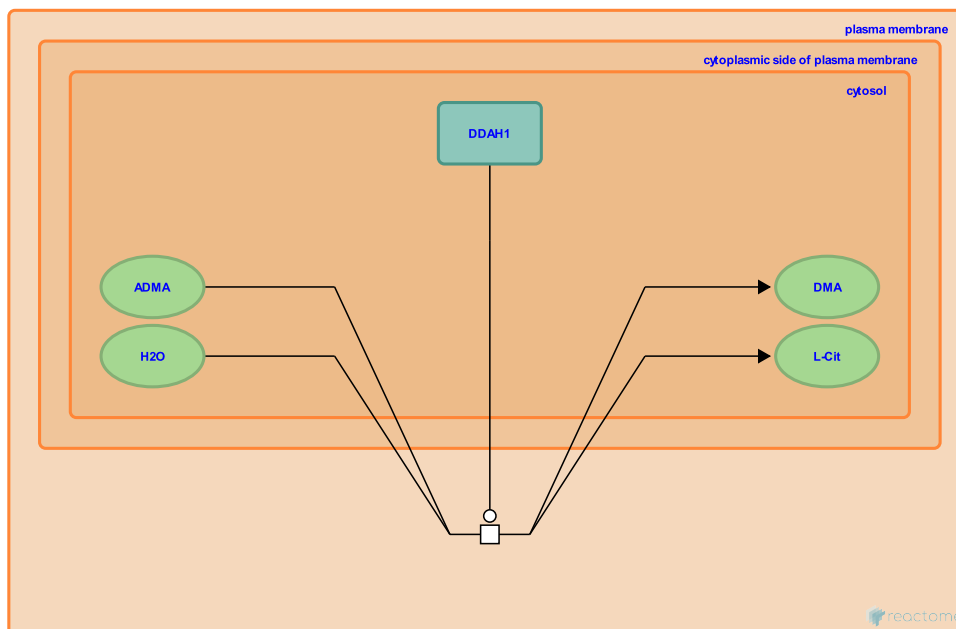 plasma membrane
cytoplasmic side of plasma membrane
cytosol
DDAH1
ADMA
DMA
H2O
L-Cit
reactome